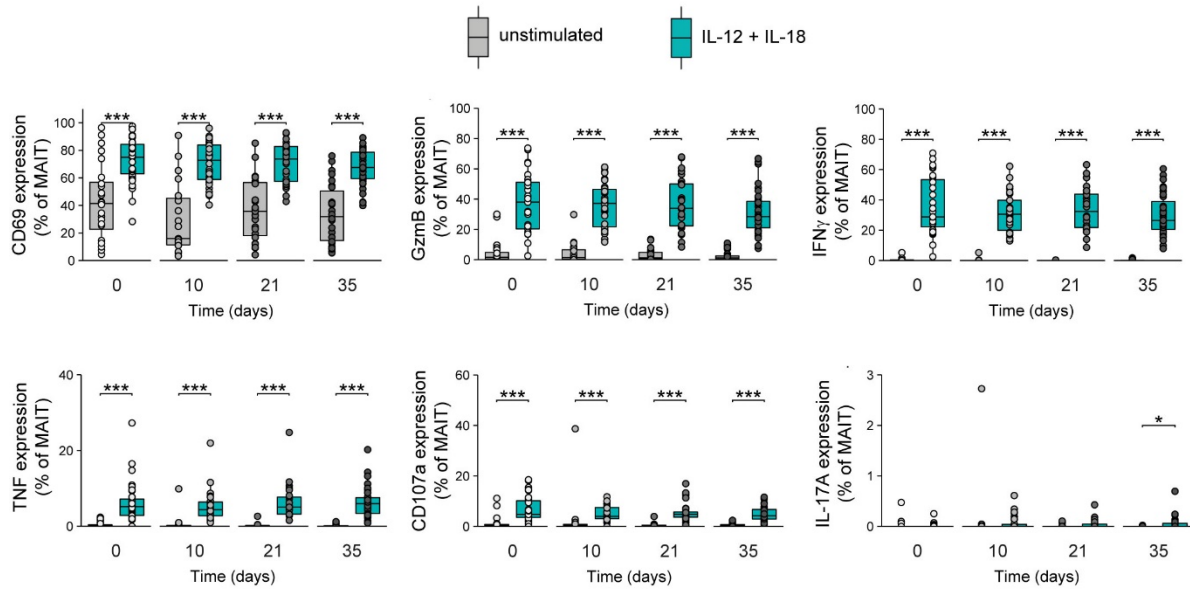 unstimulated
IL-12 + IL-18
CD69 expression
(% of MAIT)
100
80
60
40
20
0
*** *** *** ***
0 10 21 35
Time (days)
GzmB expression
(% of MAIT)
100
80
60
40
20
0
*** *** *** ***
0 10 21 35
Time (days)
IFNγ expression
(% of MAIT)
100
80
60
40
20
0
*** *** *** ***
0 10 21 35
Time (days)
TNF expression
(% of MAIT)
40
20
0
*** *** *** ***
0 10 21 35
Time (days)
CD107a expression
(% of MAIT)
60
40
20
0
*** *** *** ***
0 10 21 35
Time (days)
IL-17A expression
(% of MAIT)
3
2
1
0
*
0 10 21 35
Time (days)